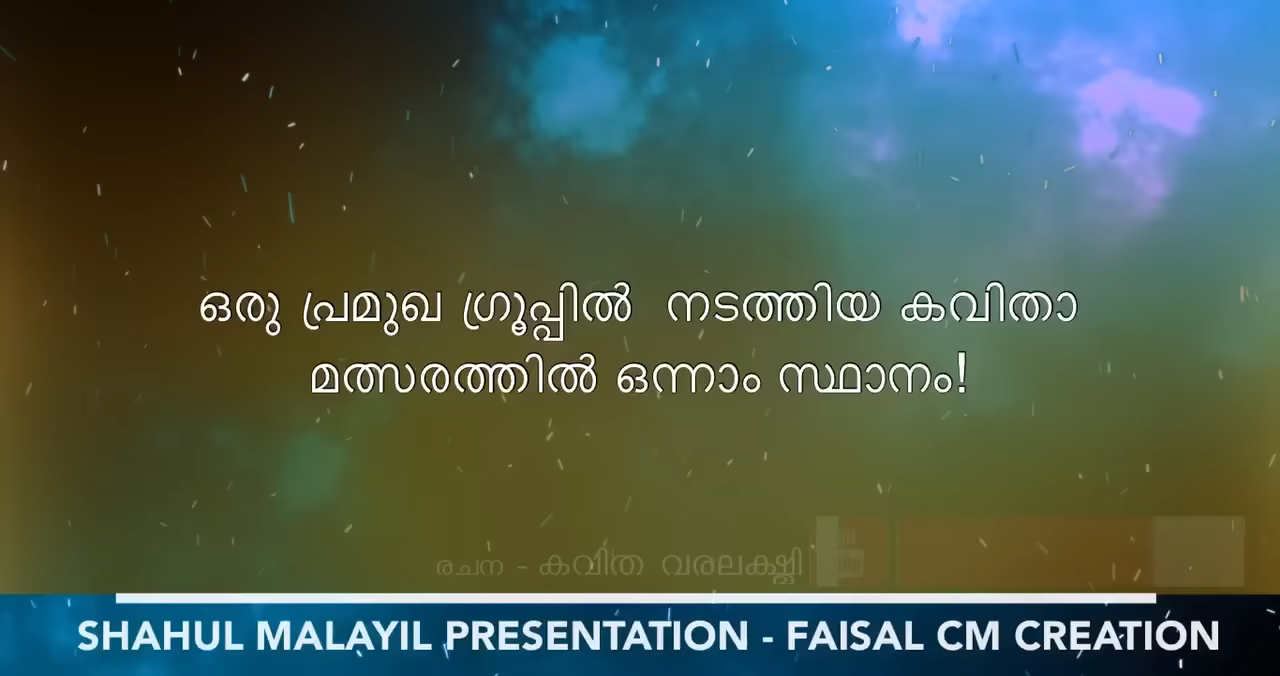 ഒരു പ്രമുഖ ഗ്രൂപ്പിൽ നടത്തിയ കവിതാ
മത്സരത്തിൽ ഒന്നാം സ്ഥാനം!
രചന - കവിത വരലക്ഷ്മി
SHAHUL MALAYIL PRESENTATION - FAISAL CM CREATION